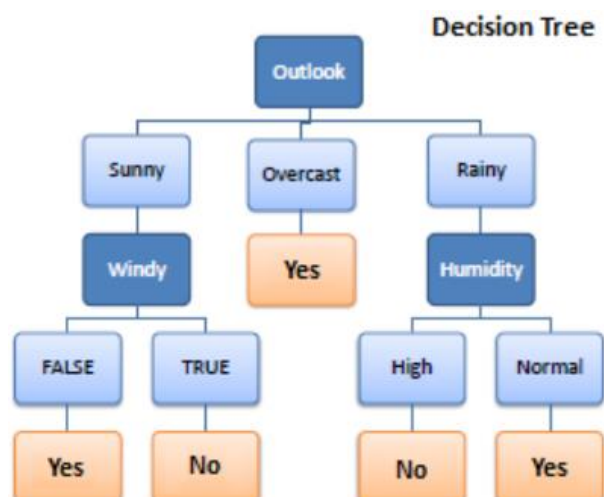 Decision Tree
Outlook
Sunny
Overcast
Rainy
Windy
Yes
Humidity
FALSE
TRUE
High
Normal
Yes
No
No
Yes